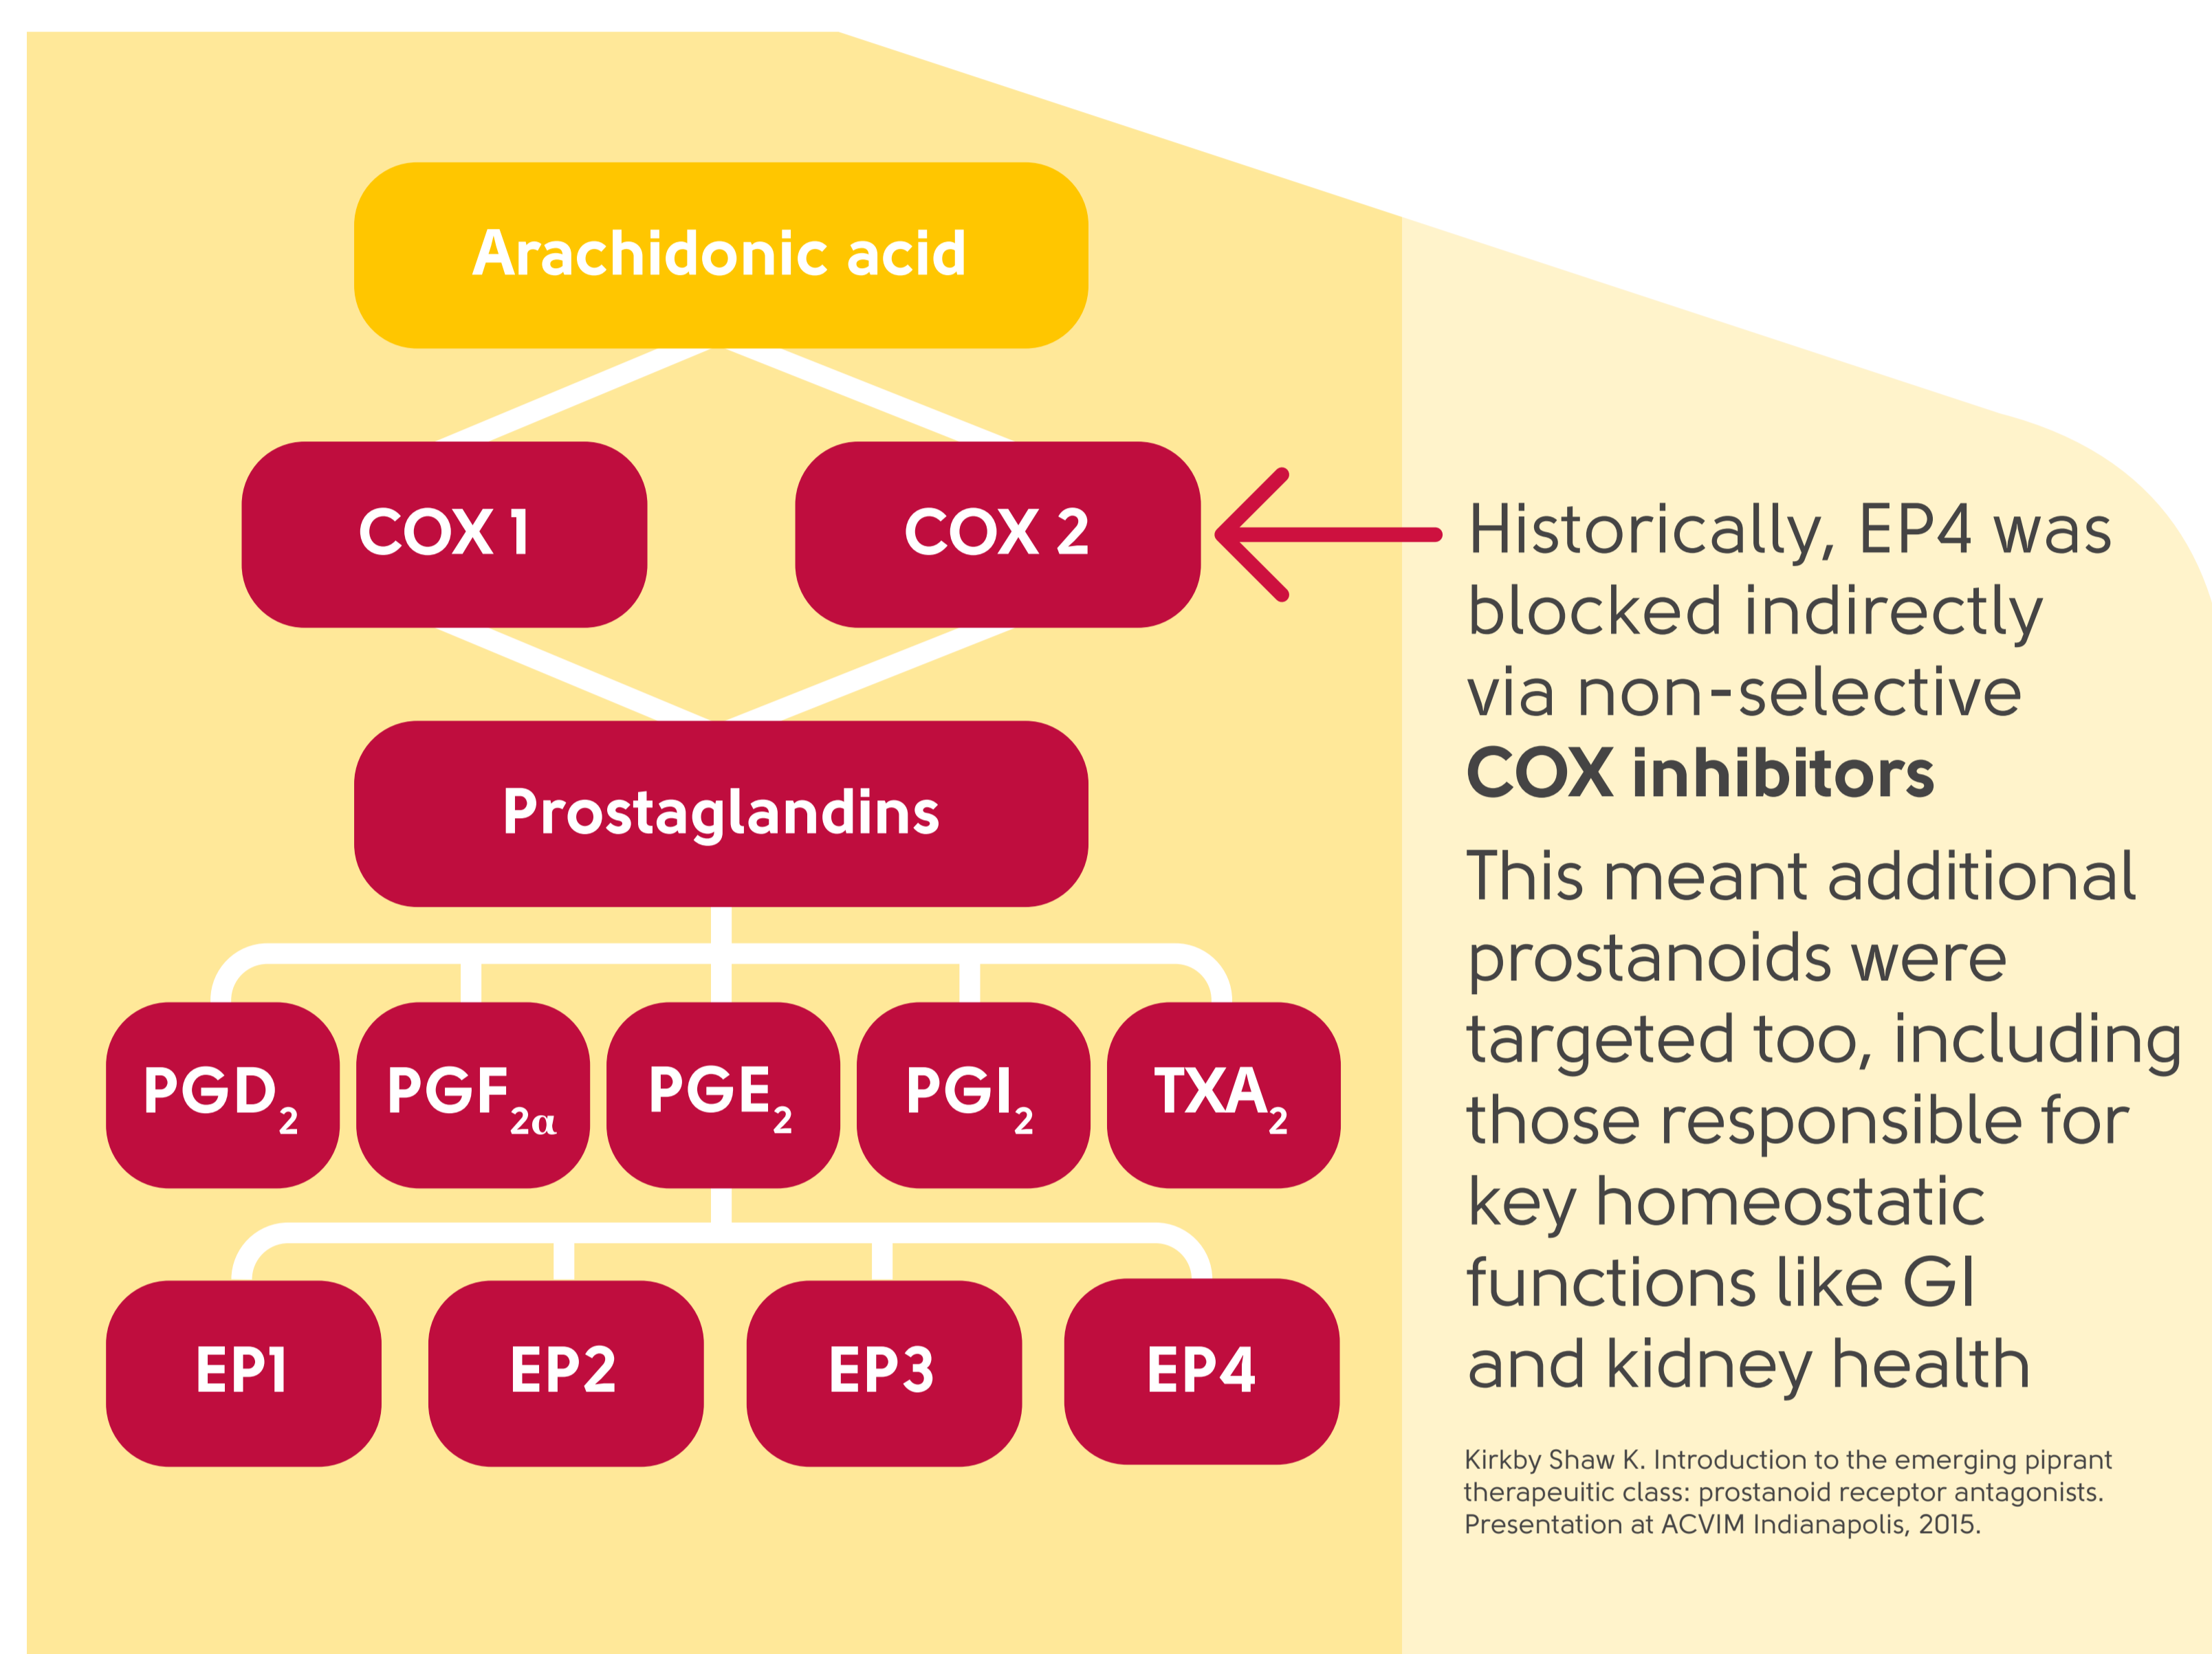 Arachidonic acid
COX 1
COX 2
Prostaglandins
PGD₂
PGF₂α
PGE₂
PGI₂
TXA₂
EP1
EP2
EP3
EP4
Historically, EP4 was
blocked indirectly
via non-selective
COX inhibitors
This meant additional
prostanoids were
targeted too, including
those responsible for
key homeostatic
functions like GI
and kidney health
Kirkby Shaw K. Introduction to the emerging piprant
therapeuitic class: prostanoid receptor antagonists.
Presentation at ACVIM Indianapolis, 2015.